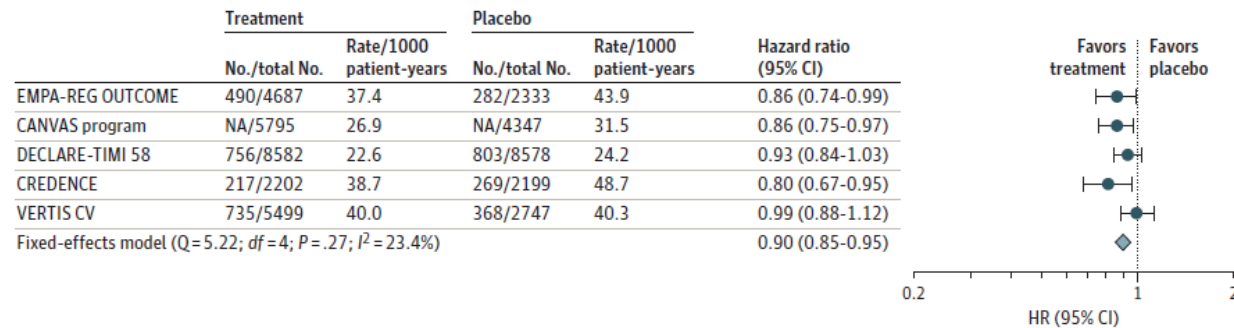 Treatment Placebo
No./total No. Rate/1000 patient-years No./total No. Rate/1000 patient-years Hazard ratio (95% CI) Favors treatment Favors placebo
EMPA-REG OUTCOME 490/4687 37.4 282/2333 43.9 0.86 (0.74-0.99)
CANVAS program NA/5795 26.9 NA/4347 31.5 0.86 (0.75-0.97)
DECLARE-TIMI 58 756/8582 22.6 803/8578 24.2 0.93 (0.84-1.03)
CREDENCE 217/2202 38.7 269/2199 48.7 0.80 (0.67-0.95)
VERTIS CV 735/5499 40.0 368/2747 40.3 0.99 (0.88-1.12)
Fixed-effects model (Q = 5.22; df = 4; P = .27; I² = 23.4%) 0.90 (0.85-0.95)
0.2 1 2
HR (95% CI)